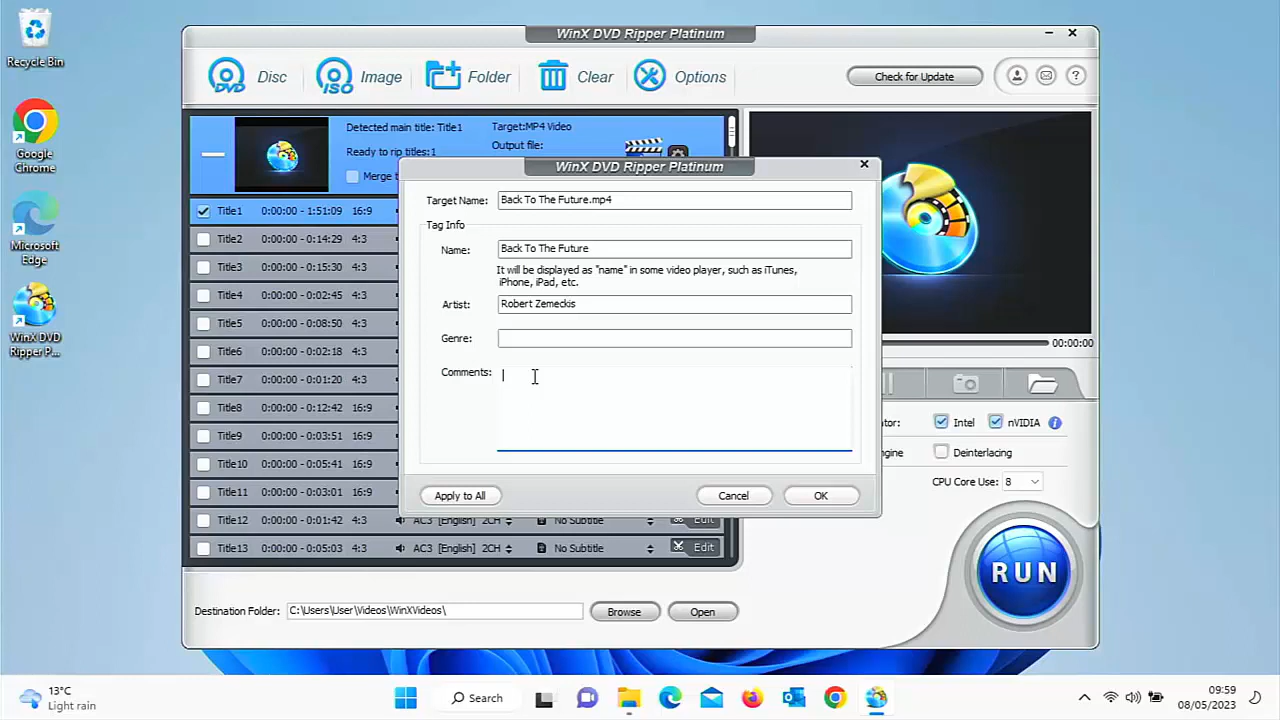 WinX DVD Ripper Platinum
Recycle Bin
Google
Chrome
Microsoft
Edge
WinX DVD
Ripper P...
DVD
Disc
ISO
Image
Folder
Clear
Options
Check for Update
?
Detected main title: Title1
Target:MP4 Video
Ready to rip titles:1
Output file:
Merge
Title1 0:00:00 - 1:51:09 16:9
Title2 0:00:00 - 0:14:29 4:3
Title3 0:00:00 - 0:15:30 4:3
Title4 0:00:00 - 0:02:45 4:3
Title5 0:00:00 - 0:08:50 4:3
Title6 0:00:00 - 0:02:18 4:3
Title7 0:00:00 - 0:01:20 4:3
Title8 0:00:00 - 0:12:42 4:3
Title9 0:00:00 - 0:03:51 16:9
Title10 0:00:00 - 0:05:41 16:9
Title11 0:00:00 - 0:03:01 16:9
Title12 0:00:00 - 0:01:42 4:3 AC3 [English] 2CH No Subtitle Edit
Title13 0:00:00 - 0:05:03 4:3 AC3 [English] 2CH No Subtitle Edit
WinX DVD Ripper Platinum
Target Name: Back To The Future.mp4
Tag Info
Name: Back To The Future
It will be displayed as "name" in some video player, such as iTunes,
iPhone, iPad, etc.
Artist: Robert Zemeckis
Genre:
Comments:
Apply to All
Cancel
OK
00:00:00
Intel
nVIDIA
Deinterlacing
CPU Core Use: 8
RUN
Destination Folder: C:\Users\User\Videos\WinXVideos\
Browse
Open
13°C
Light rain
Search
09:59
08/05/2023